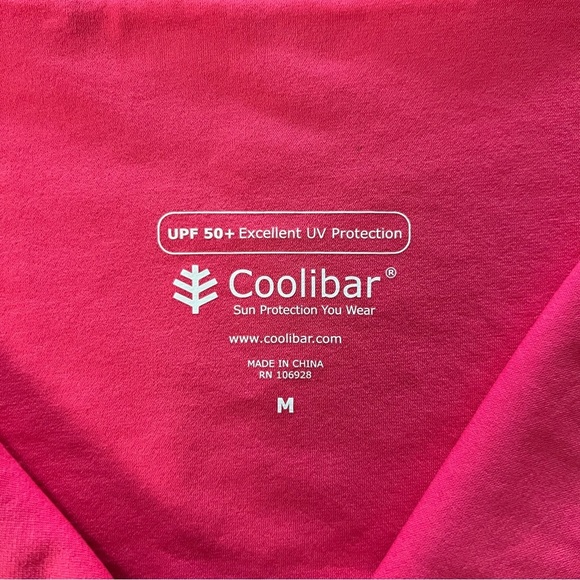 UPF 50+ Excellent UV Protection
Coolibar®
Sun Protection You Wear
www.coolibar.com
MADE IN CHINA
RN 106928
M